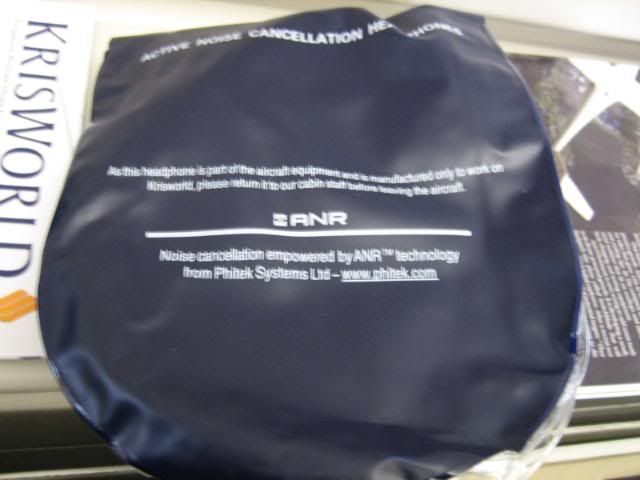 ACTIVE NOISE CANCELLATION HEADPHONES
As this headphone is part of the aircraft equipment and is manufactured only to work on
Krisworld, please return it to our cabin staff before leaving the aircraft.
ANR
Noise cancellation empowered by ANR™ technology
from Phitek Systems Ltd – www.phitek.com
KRISWORLD